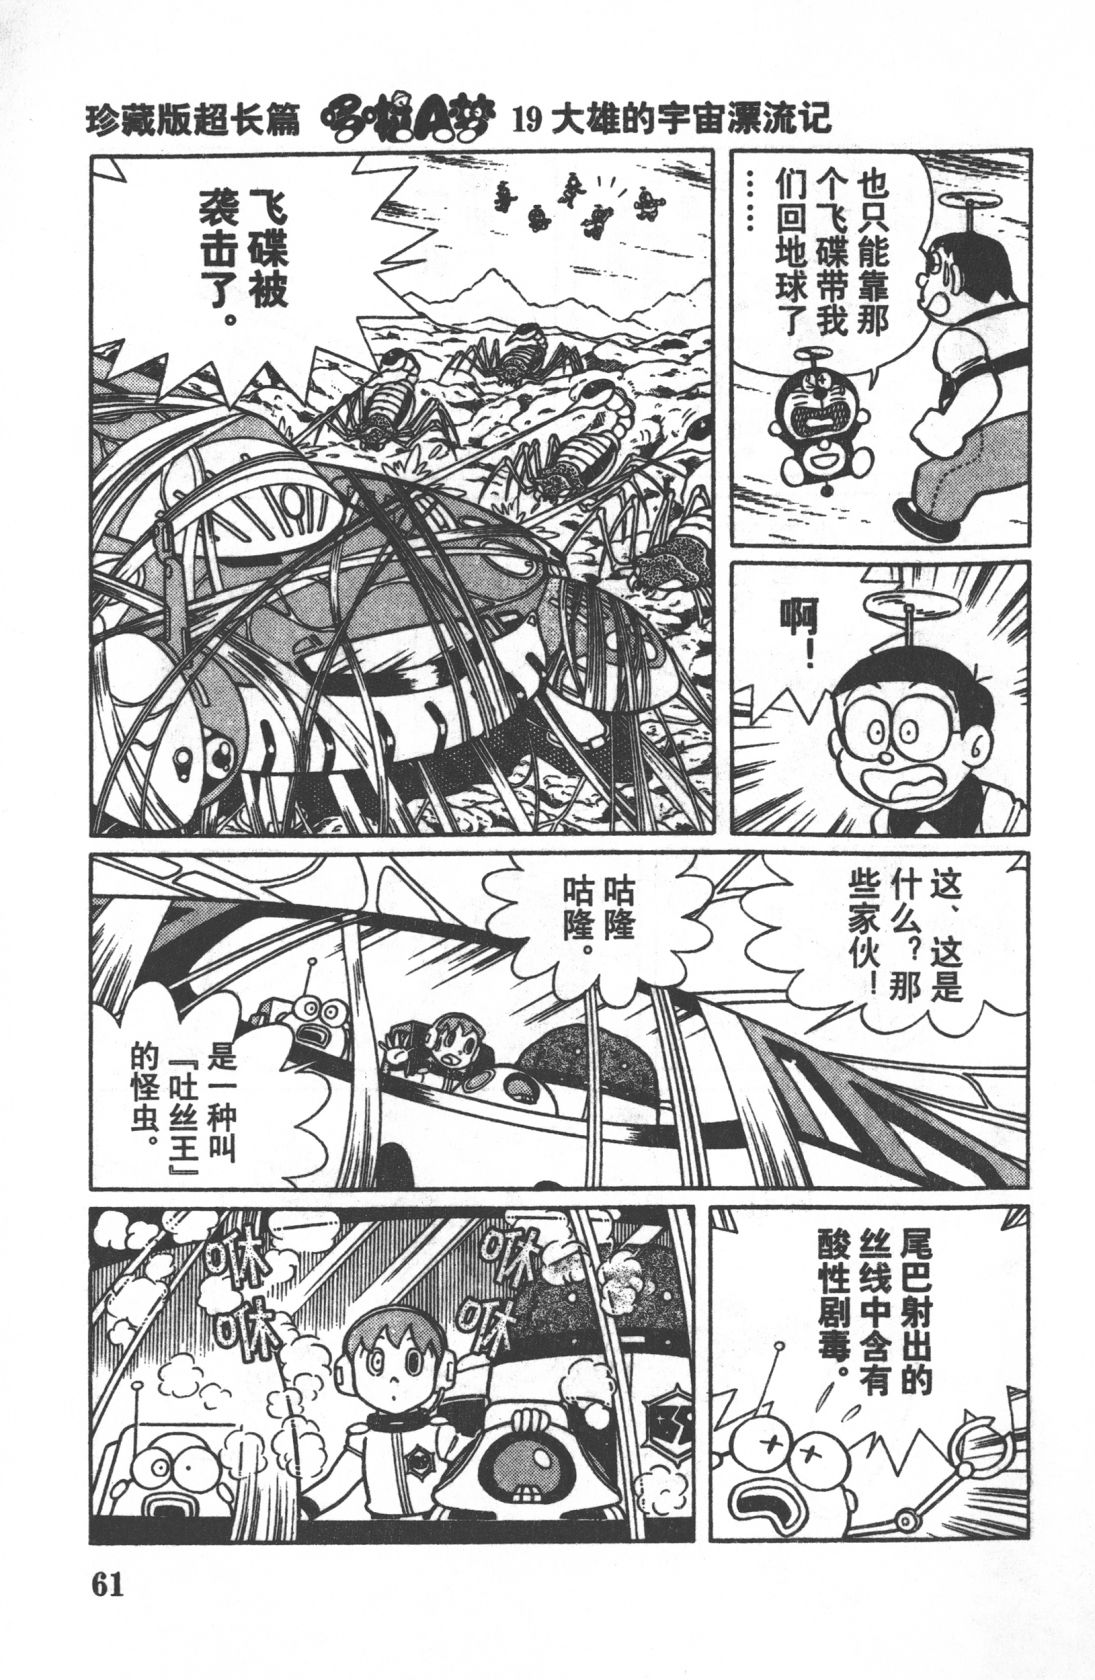 珍藏版超长篇 哆啦A梦 19 大雄的宇宙漂流记
也只能靠那
个飞碟带我
们回地球了
……
啊！
飞碟被
袭击了。
这、这是
什么？那
些家伙！
咕隆
咕隆。
是一种叫
『吐丝王』
的怪虫。
尾巴射出的
丝线中含有
酸性剧毒。
咻
咻
咻
咻
61